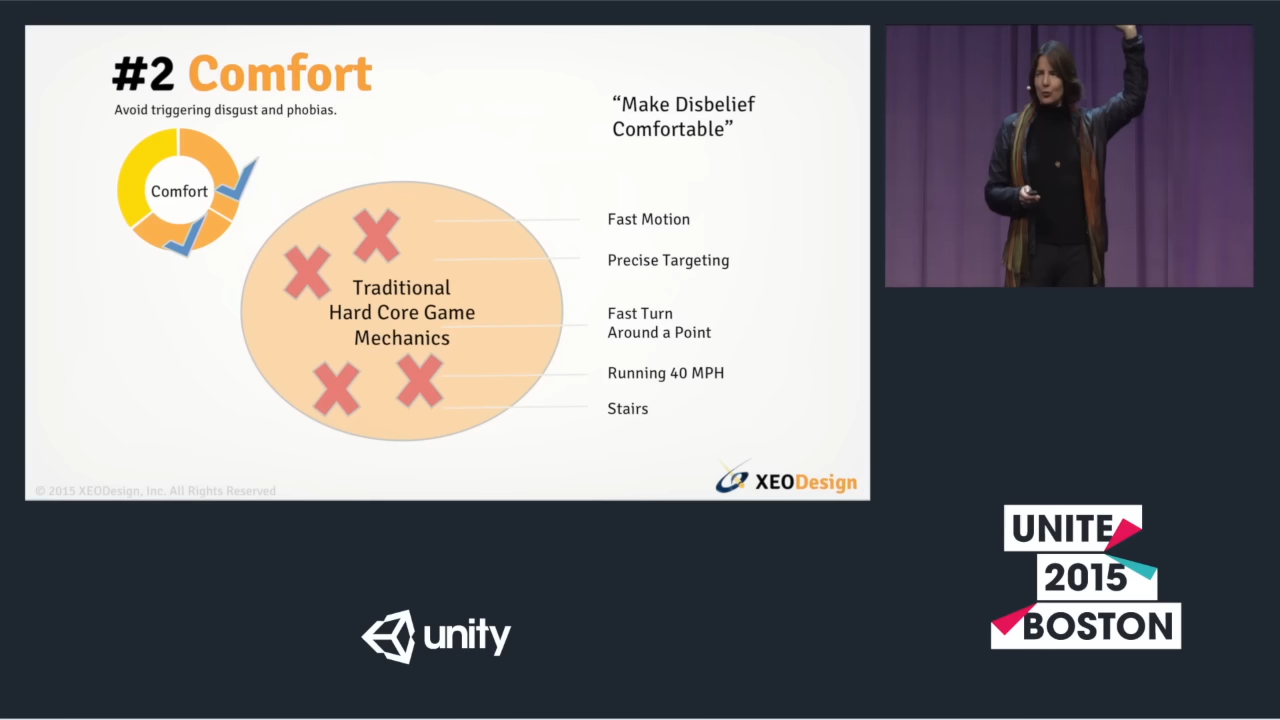 #2 Comfort
Avoid triggering disgust and phobias.
Comfort
"Make Disbelief
Comfortable"
Traditional
Hard Core Game
Mechanics
Fast Motion
Precise Targeting
Fast Turn
Around a Point
Running 40 MPH
Stairs
© 2015 XEODesign, Inc. All Rights Reserved
XEODesign
unity
UNITE
2015
BOSTON